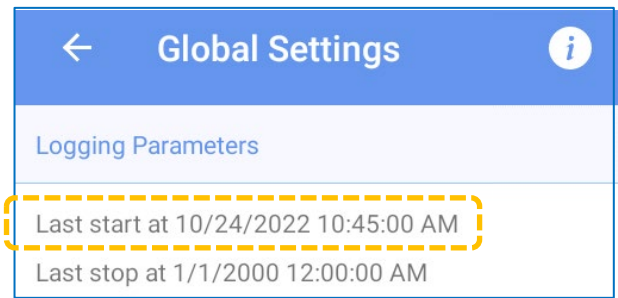 Global Settings
Logging Parameters
Last start at 10/24/2022 10:45:00 AM
Last stop at 1/1/2000 12:00:00 AM